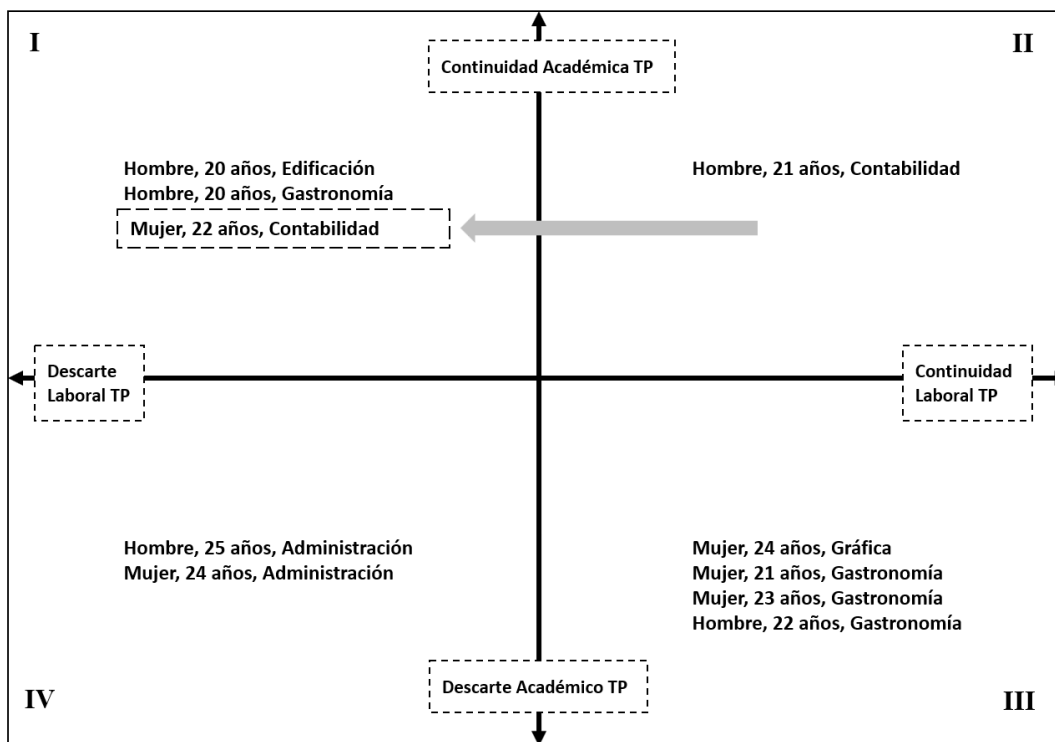 I
II
Continuidad Académica TP
Hombre, 20 años, Edificación
Hombre, 20 años, Gastronomía
Mujer, 22 años, Contabilidad
Hombre, 21 años, Contabilidad
Descarte
Laboral TP
Continuidad
Laboral TP
Hombre, 25 años, Administración
Mujer, 24 años, Administración
Mujer, 24 años, Gráfica
Mujer, 21 años, Gastronomía
Mujer, 23 años, Gastronomía
Hombre, 22 años, Gastronomía
Descarte Académico TP
IV
III